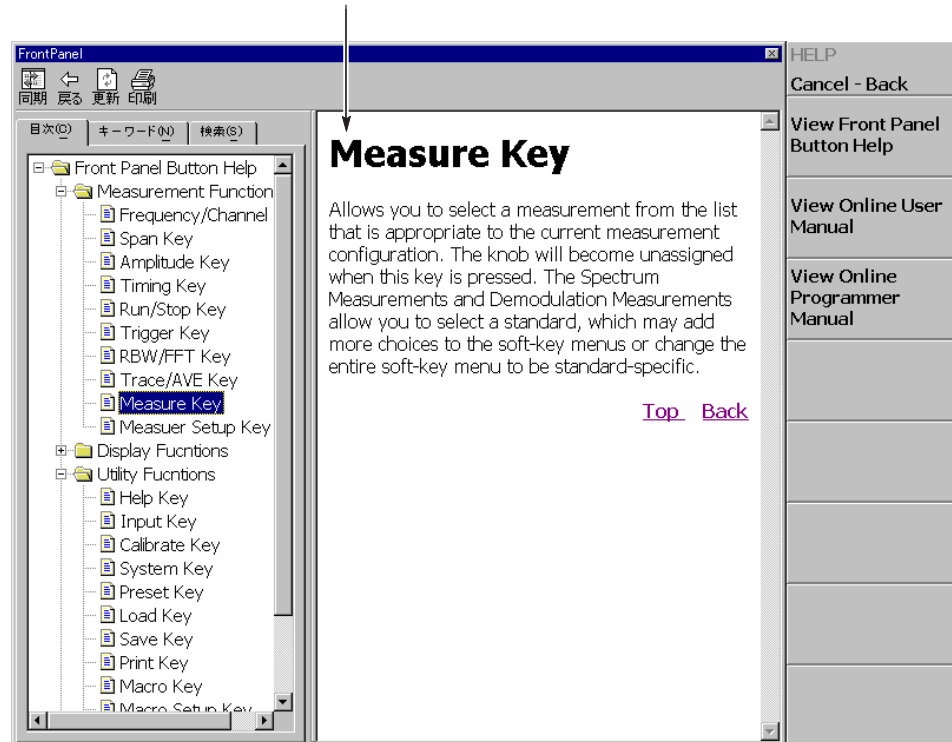 FrontPanel
同期 戻る 更新 印刷
目次(C) キーワード(N) 検索(S)
Front Panel Button Help
Measurement Function
Frequency/Channel
Span Key
Amplitude Key
Timing Key
Run/Stop Key
Trigger Key
RBW/FFT Key
Trace/AVE Key
Measure Key
Measuer Setup Key
Display Fucntions
Utility Fucntions
Help Key
Input Key
Calibrate Key
System Key
Preset Key
Load Key
Save Key
Print Key
Macro Key
Macro Setup Key
Measure Key
Allows you to select a measurement from the list
that is appropriate to the current measurement
configuration. The knob will become unassigned
when this key is pressed. The Spectrum
Measurements and Demodulation Measurements
allow you to select a standard, which may add
more choices to the soft-key menus or change the
entire soft-key menu to be standard-specific.
Top Back
HELP
Cancel - Back
View Front Panel
Button Help
View Online User
Manual
View Online
Programmer
Manual